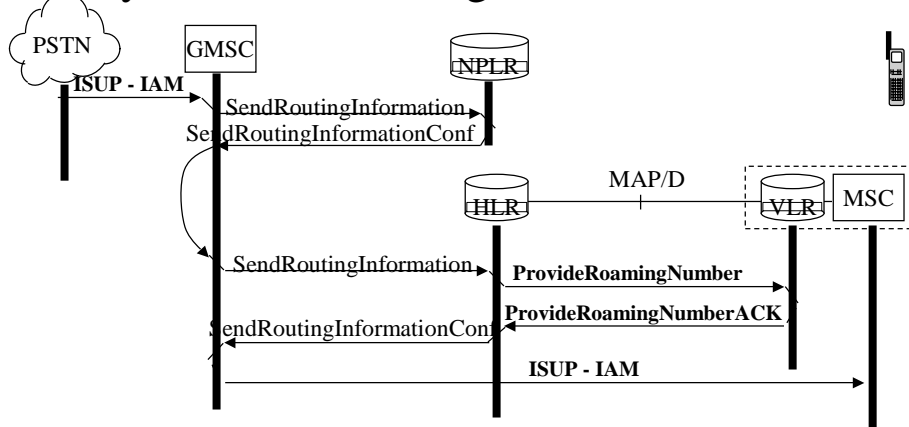 PSTN
GMSC
NPLR
ISUP - IAM
SendRoutingInformation
SendRoutingInformationConf
MAP/D
HLR
VLR
MSC
SendRoutingInformation
ProvideRoamingNumber
ProvideRoamingNumberACK
SendRoutingInformationConf
ISUP - IAM